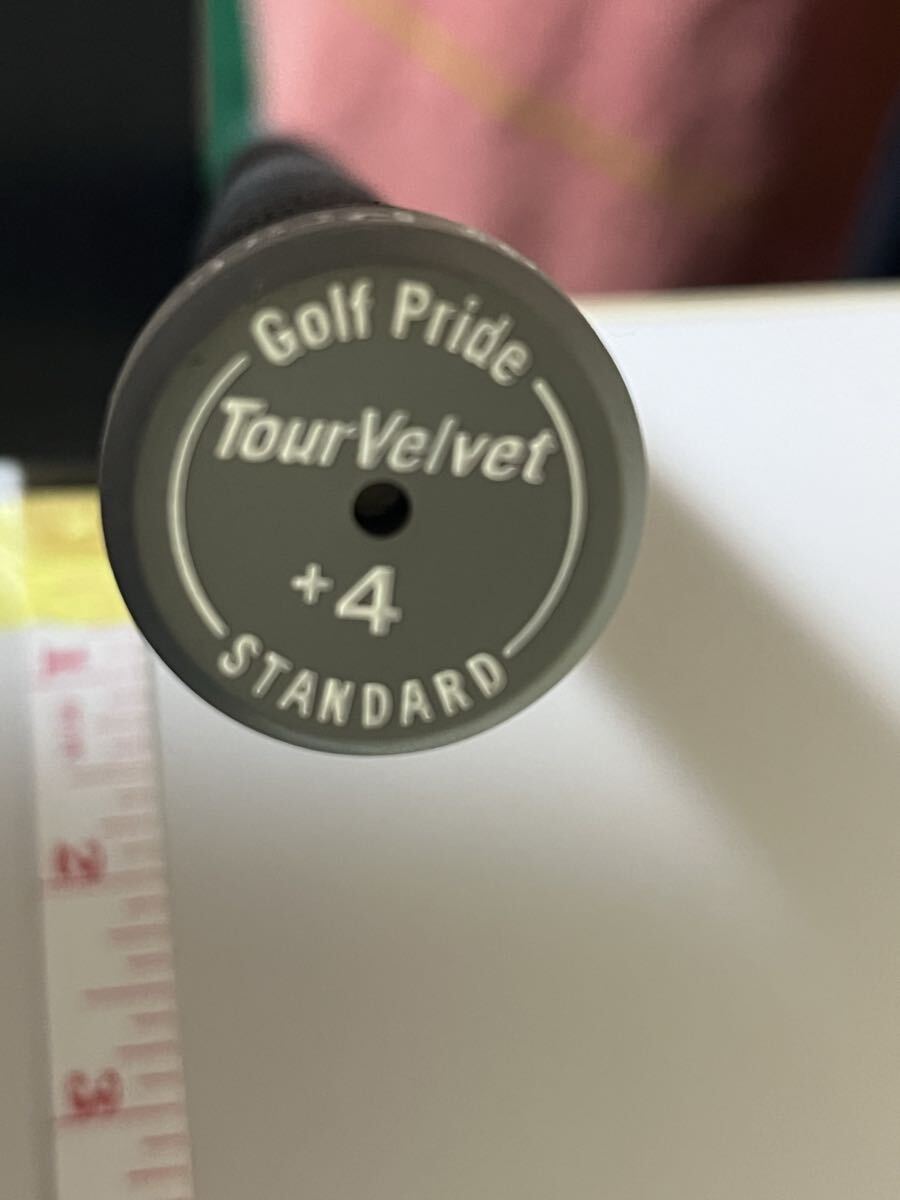 Golf Pride
TourVelvet
+4
STANDARD
1
2
3